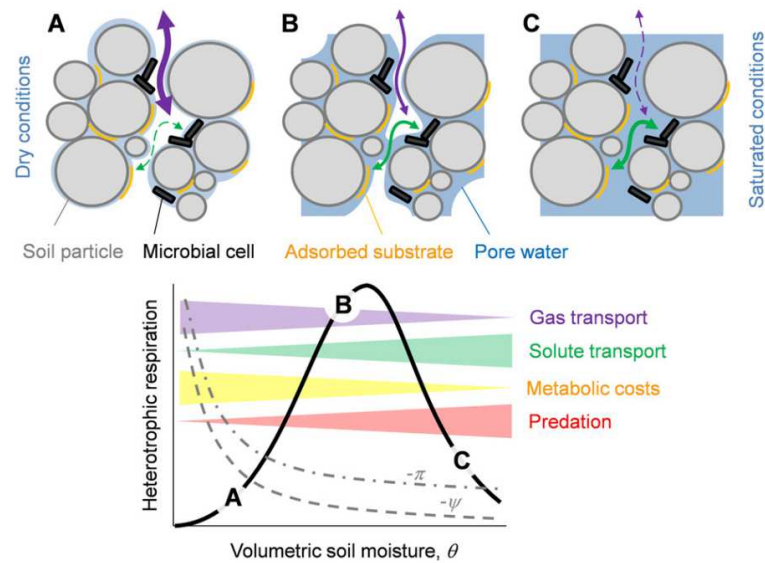 A
B
C
Dry conditions
Saturated conditions
Soil particle
Microbial cell
Adsorbed substrate
Pore water
Heterotrophic respiration
B
Gas transport
Solute transport
Metabolic costs
Predation
C
-π
A
-ψ
Volumetric soil moisture, θ